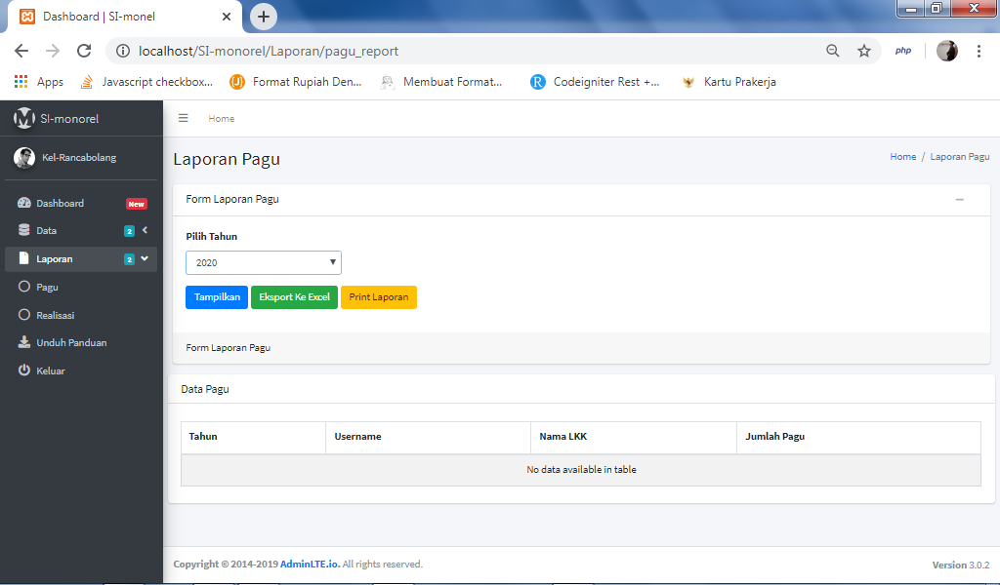 Dashboard | SI-monel
localhost/SI-monorel/Laporan/pagu_report
php
Apps
Javascript checkbox...
Format Rupiah Den...
Membuat Format...
Codeigniter Rest +...
Kartu Prakerja
SI-monorel
Home
Kel-Rancabolang
Laporan Pagu
Home / Laporan Pagu
Dashboard New
Data 2
Laporan 2
Pagu
Realisasi
Unduh Panduan
Keluar
Form Laporan Pagu
Pilih Tahun
2020
Tampilkan Eksport Ke Excel Print Laporan
Form Laporan Pagu
Data Pagu
Tahun Username Nama LKK Jumlah Pagu
No data available in table
Copyright © 2014-2019 AdminLTE.io. All rights reserved.
Version 3.0.2